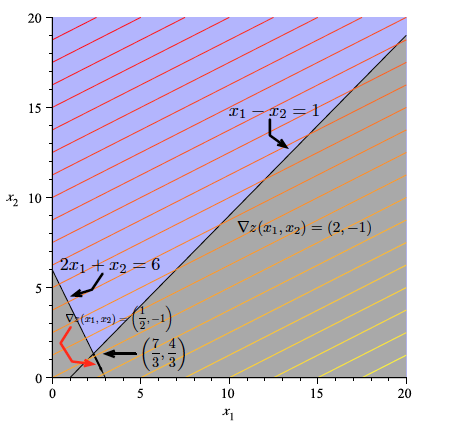 20
15
10
5
0
x₂
x₁ − x₂ = 1
∇z(x₁, x₂) = (2, −1)
2x₁ + x₂ = 6
∇z(x₁, x₂) = (1/2, −1)
(7/3, 4/3)
0 5 10 15 20
x₁